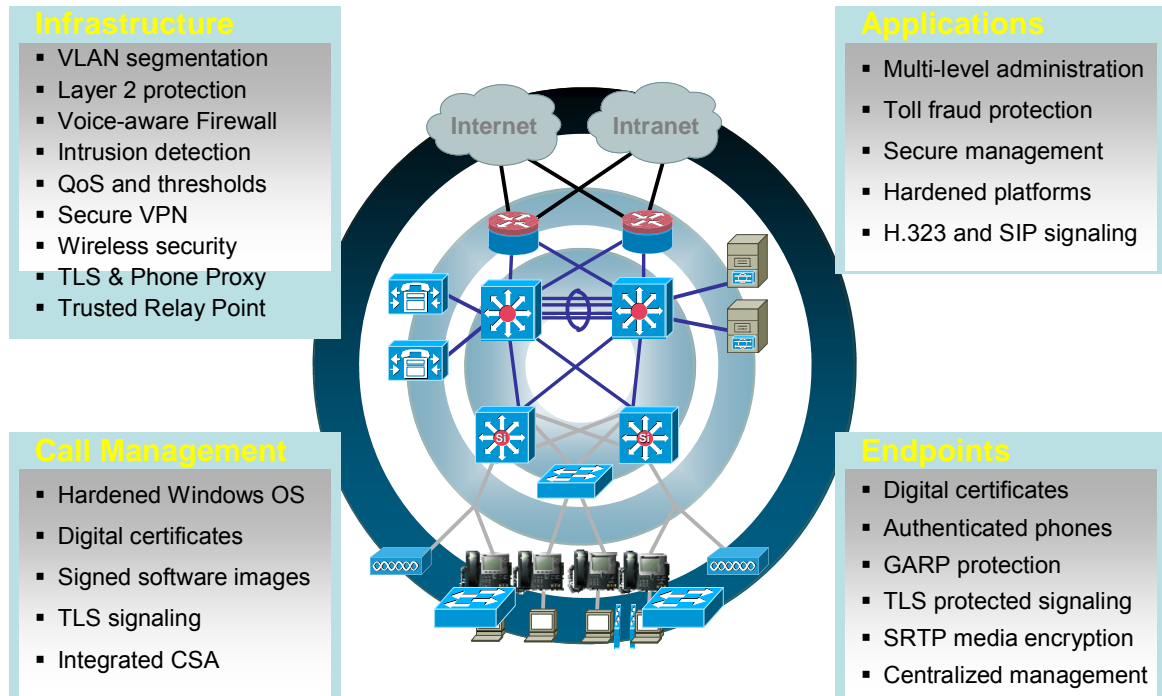 Infrastructure
VLAN segmentation
Layer 2 protection
Voice-aware Firewall
Intrusion detection
QoS and thresholds
Secure VPN
Wireless security
TLS & Phone Proxy
Trusted Relay Point
Applications
Multi-level administration
Toll fraud protection
Secure management
Hardened platforms
H.323 and SIP signaling
Internet
Intranet
Si
Si
Call Management
Hardened Windows OS
Digital certificates
Signed software images
TLS signaling
Integrated CSA
Endpoints
Digital certificates
Authenticated phones
GARP protection
TLS protected signaling
SRTP media encryption
Centralized management